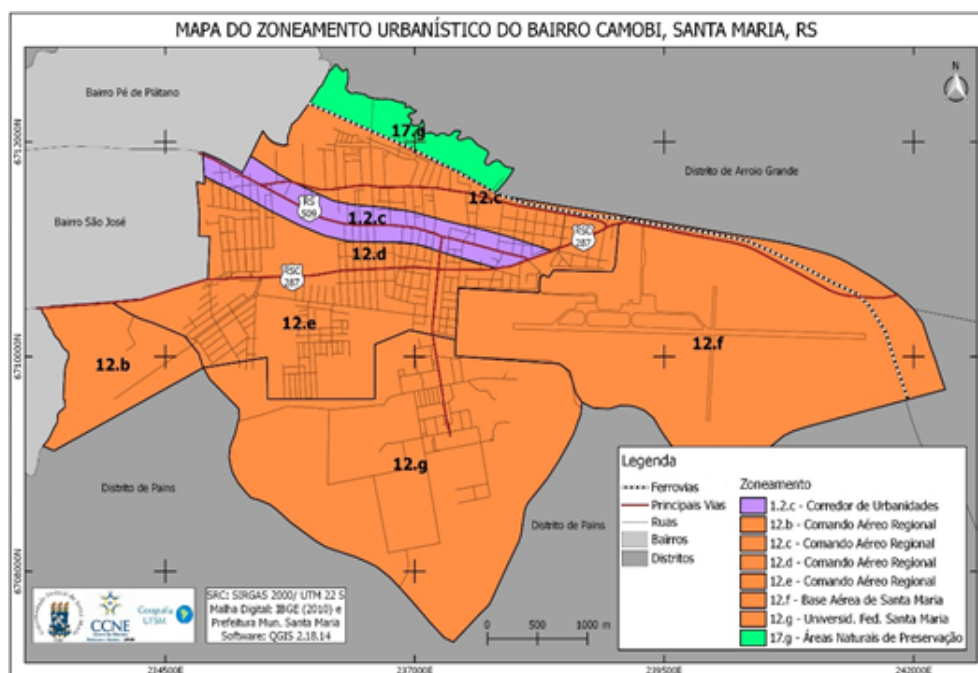 MAPA DO ZONEAMENTO URBANÍSTICO DO BAIRRO CAMOBI, SANTA MARIA, RS
N
Bairro Pé de Plátano
17.g
6712000N
Distrito de Arroio Grande
12.c
RS
509
1.2.c
Bairro São José
RSC
287
12.d
RSC
287
12.e
12.f
12.b
6710000N
12.g
Distrito de Pains
Distrito de Pains
6708000N
Legenda
Ferrovias
Principais Vias
Ruas
Bairros
Distritos
Zoneamento
1.2.c - Corredor de Urbanidades
12.b - Comando Aéreo Regional
12.c - Comando Aéreo Regional
12.d - Comando Aéreo Regional
12.e - Comando Aéreo Regional
12.f - Base Aérea de Santa Maria
12.g - Universid. Fed. Santa Maria
17.g - Áreas Naturais de Preservação
CCNE
Geografia
UFSM
SRC: SIRGAS 2000/ UTM 22 S
Malha Digital: IBGE (2010) e
Prefeitura Mun. Santa Maria
Software: QGIS 2.18.14
0 500 1000 m
234500E
237000E
239500E
242000E